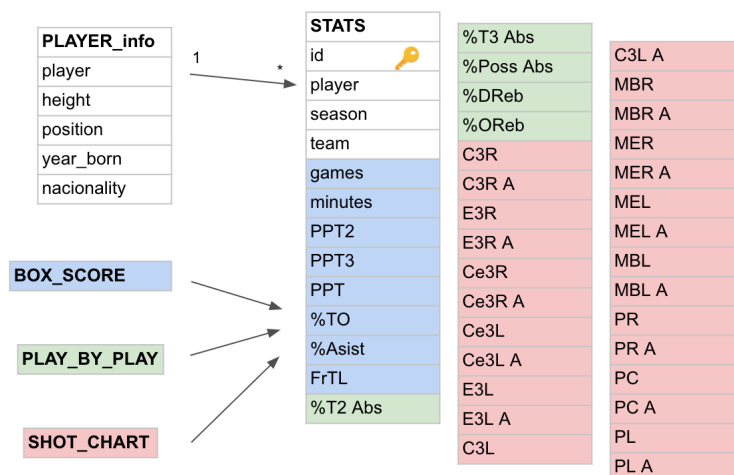 PLAYER_info
player
height
position
year_born
nacionality
1
*
BOX_SCORE
PLAY_BY_PLAY
SHOT_CHART
STATS
id
player
season
team
games
minutes
PPT2
PPT3
PPT
%TO
%Asist
FrTL
%T2 Abs
%T3 Abs
%Poss Abs
%DReb
%OReb
C3R
C3R A
E3R
E3R A
Ce3R
Ce3R A
Ce3L
Ce3L A
E3L
E3L A
C3L
C3L A
MBR
MBR A
MER
MER A
MEL
MEL A
MBL
MBL A
PR
PR A
PC
PC A
PL
PL A